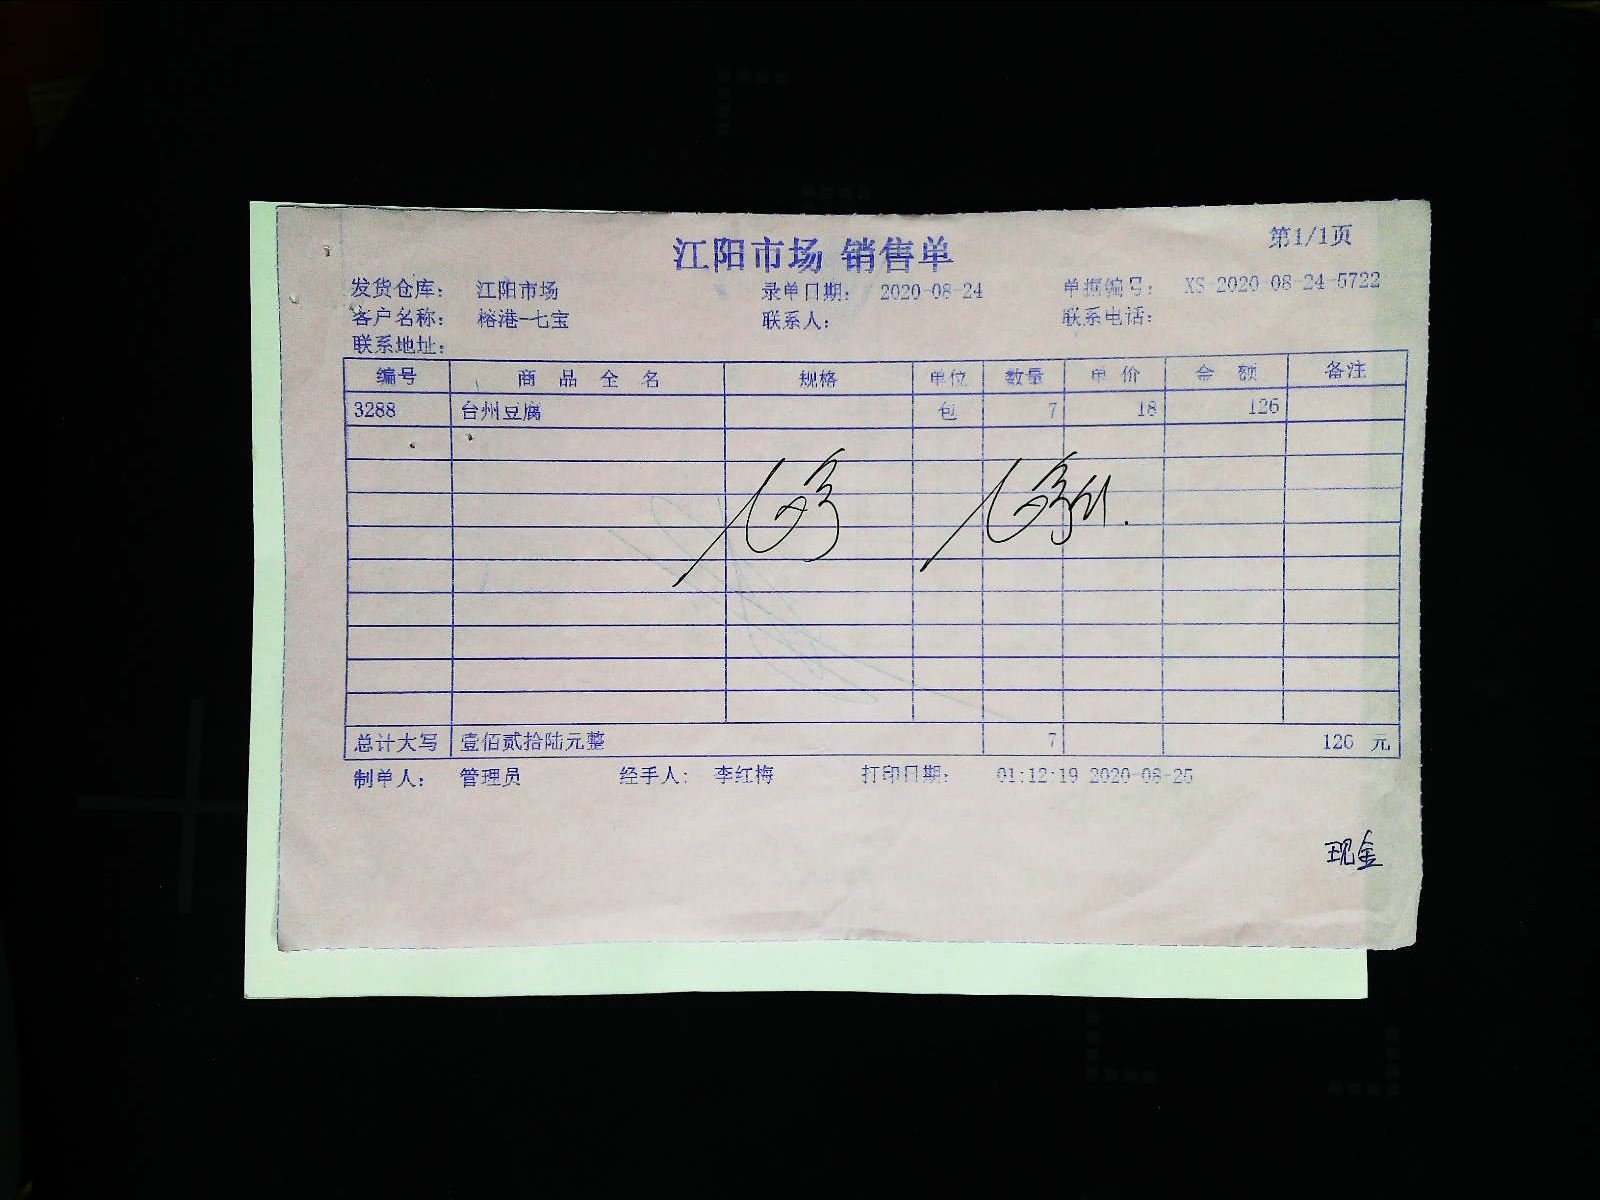 江阳市场 销售单
第1/1页
发货仓库: 江阳市场 录单日期: 2020-08-24 单据编号: XS-2020-08-24-5722
客户名称: 榕港-七宝 联系人: 联系电话:
联系地址:
编号 商品全名 规格 单位 数量 单价 金额 备注
3288 台州豆腐 包 7 18 126
总计大写 壹佰贰拾陆元整 7 126 元
制单人: 管理员 经手人: 李红梅 打印日期: 01:12:19 2020-08-25
现金